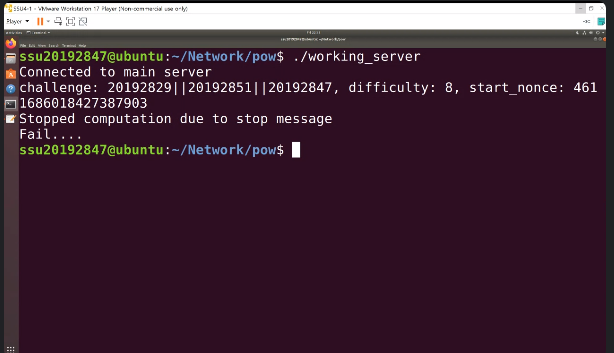 SSU4-1 - VMware Workstation 17 Player (Non-commercial use only)
Player
ssu20192847@ubuntu:~/Network/pow$ ./working_server
Connected to main server
challenge: 20192829||20192851||20192847, difficulty: 8, start_nonce: 461
1686018427387903
Stopped computation due to stop message
Fail....
ssu20192847@ubuntu:~/Network/pow$